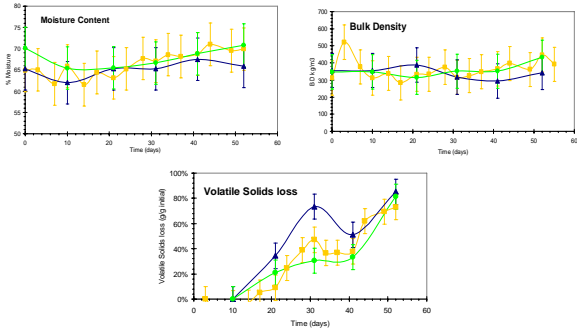 Moisture Content
% Moisture
80
75
70
65
60
55
50
0 10 20 30 40 50 60
Time (days)
Bulk Density
BD kg/m3
700
600
500
400
300
200
100
0
0 10 20 30 40 50 60
Time (days)
Volatile Solids loss
Volatile Solids loss (g/g initial)
100%
80%
60%
40%
20%
0%
0 10 20 30 40 50 60
Time (days)